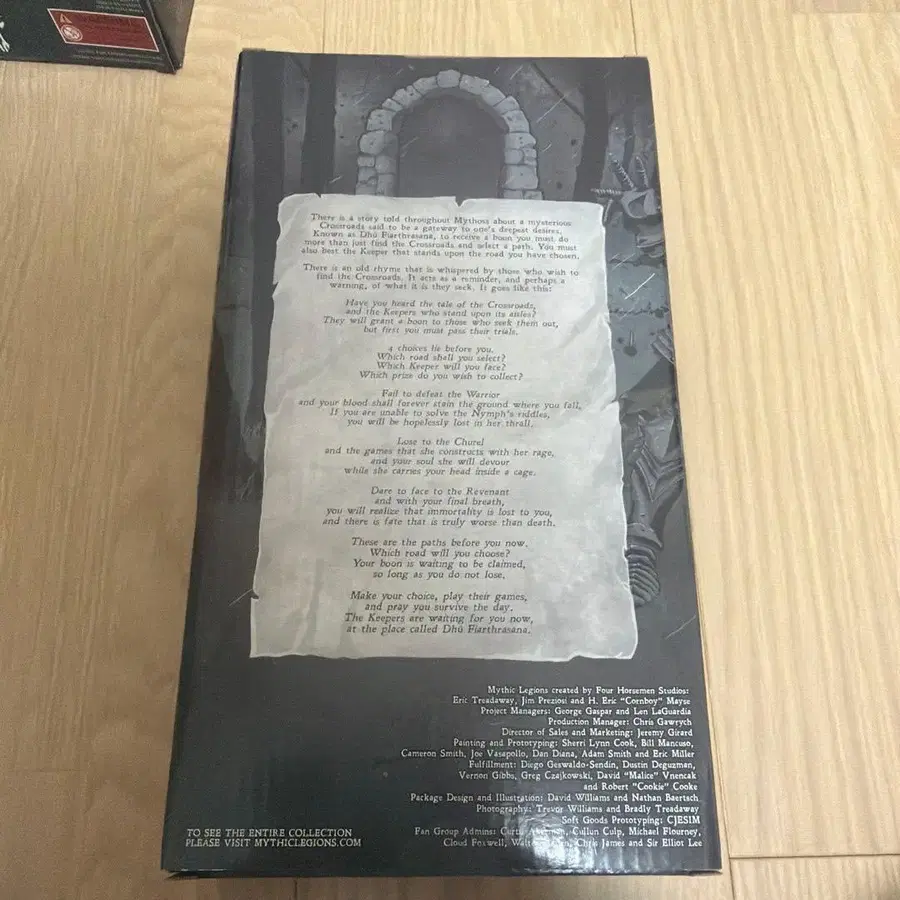 There is a story told throughout Mythoss about a mysterious
Crossroads said to be a gateway to one's deepest desires.
Known as Dhú Fiarthrasana, to receive a boon you must do
more than just find the Crossroads and select a path. You must
also best the Keeper that stands upon the road you have chosen.
There is an old rhyme that is whispered by those who wish to
find the Crossroads. It acts as a reminder, and perhaps a
warning, of what it is they seek. It goes like this:
Have you heard the tale of the Crossroads,
and the Keepers who stand upon its aisles?
They will grant a boon to those who seek them out,
but first you must pass their trials.
4 choices lie before you.
Which road shall you select?
Which Keeper will you face?
Which prize do you wish to collect?
Fail to defeat the Warrior
and your blood shall forever stain the ground where you fall,
If you are unable to solve the Nymph's riddles,
you will be hopelessly lost in her thrall.
Lose to the Churel
and the games that she constructs with her rage,
and your soul she will devour
while she carries your head inside a cage.
Dare to face to the Revenant
and with your final breath,
you will realize that immortality is lost to you,
and there is fate that is truly worse than death.
These are the paths before you now.
Which road will you choose?
Your boon is waiting to be claimed,
so long as you do not lose.
Make your choice, play their games,
and pray you survive the day.
The Keepers are waiting for you now,
at the place called Dhú Fiarthrasana.
Mythic Legions created by Four Horsemen Studios:
Eric Treadaway, Jim Preziosi and H. Eric "Cornboy" Mayse
Project Managers: George Gaspar and Len LaGuardia
Production Manager: Chris Gawrych
Director of Sales and Marketing: Jeremy Girard
Painting and Prototyping: Sherri Lynn Cook, Bill Mancuso,
Cameron Smith, Joe Vasapollo, Dan Diana, Adam Smith and Eric Miller
Fulfillment: Diego Geswaldo-Sendin, Dustin Deguzman,
Vernon Gibbs, Greg Czajkowski, David "Malice" Vnencak
and Robert "Cookie" Cooke
Package Design and Illustration: David Williams and Nathan Baertsch
Photography: Trevor Williams and Bradly Treadaway
Soft Goods Prototyping: CJESIM
Fan Group Admins: Cullun Culp, Michael Flourney,
Cloud Foxwell, Chris James and Sir Elliot Lee
TO SEE THE ENTIRE COLLECTION
PLEASE VISIT MYTHICLEGIONS.COM